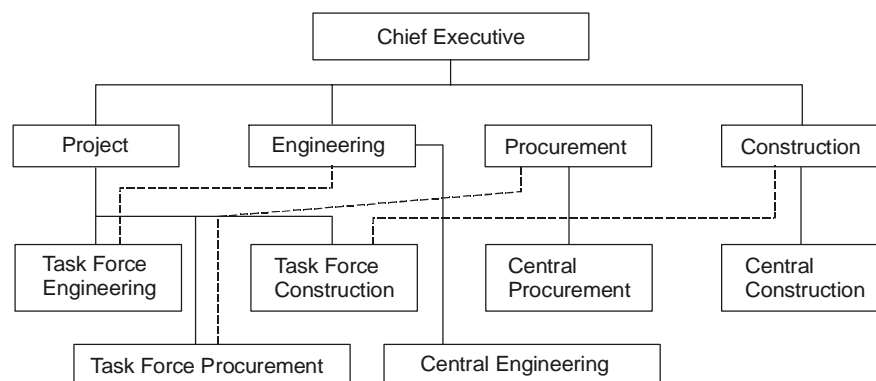 Chief Executive
Project
Engineering
Procurement
Construction
Task Force
Engineering
Task Force
Construction
Central
Procurement
Central
Construction
Task Force Procurement
Central Engineering